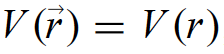 V(r⃗) = V(r)